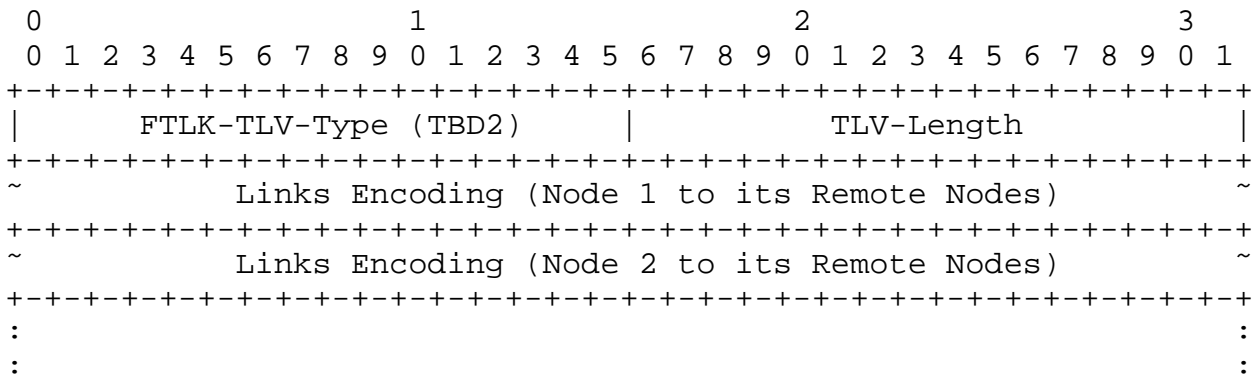 0                   1                   2                   3
 0 1 2 3 4 5 6 7 8 9 0 1 2 3 4 5 6 7 8 9 0 1 2 3 4 5 6 7 8 9 0 1
+-+-+-+-+-+-+-+-+-+-+-+-+-+-+-+-+-+-+-+-+-+-+-+-+-+-+-+-+-+-+-+-+
|      FTLK-TLV-Type (TBD2)     |          TLV-Length           |
+-+-+-+-+-+-+-+-+-+-+-+-+-+-+-+-+-+-+-+-+-+-+-+-+-+-+-+-+-+-+-+-+
~           Links Encoding (Node 1 to its Remote Nodes)         ~
+-+-+-+-+-+-+-+-+-+-+-+-+-+-+-+-+-+-+-+-+-+-+-+-+-+-+-+-+-+-+-+-+
~           Links Encoding (Node 2 to its Remote Nodes)         ~
+-+-+-+-+-+-+-+-+-+-+-+-+-+-+-+-+-+-+-+-+-+-+-+-+-+-+-+-+-+-+-+-+
:                                                               :
:                                                               :